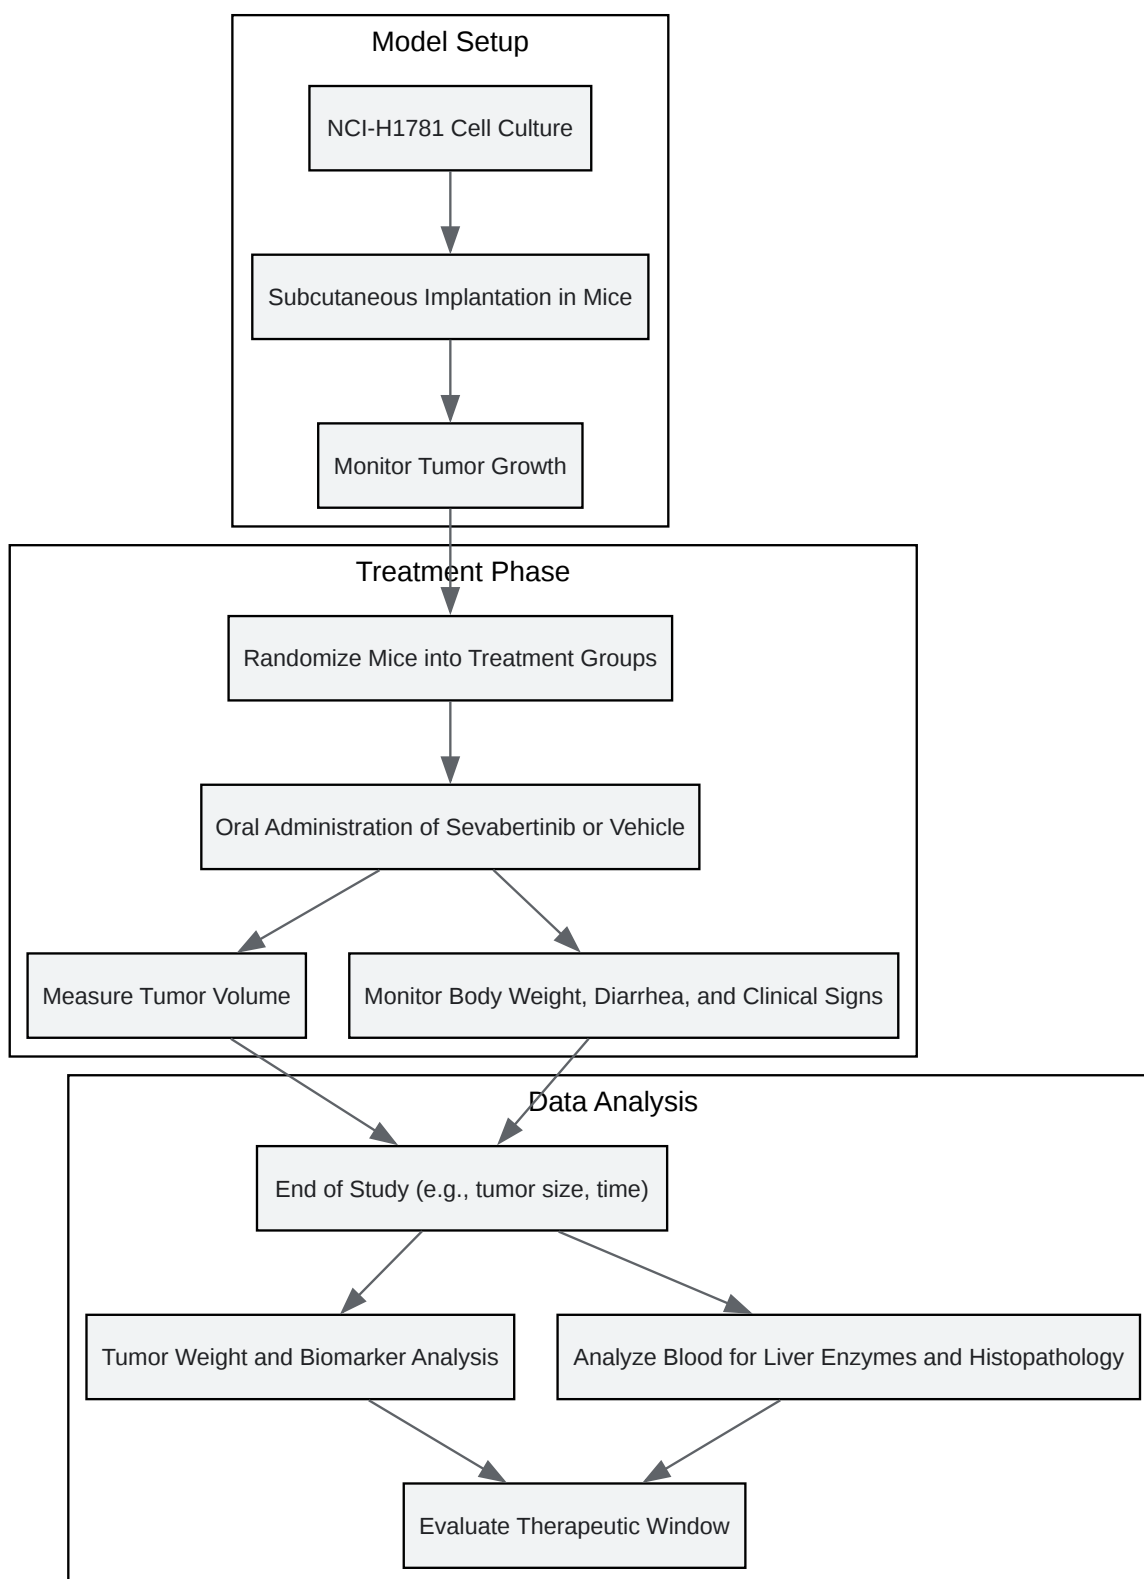 Model Setup
NCI-H1781 Cell Culture
Subcutaneous Implantation in Mice
Monitor Tumor Growth
Treatment Phase
Randomize Mice into Treatment Groups
Oral Administration of Sevabertinib or Vehicle
Measure Tumor Volume
Monitor Body Weight, Diarrhea, and Clinical Signs
Data Analysis
End of Study (e.g., tumor size, time)
Tumor Weight and Biomarker Analysis
Analyze Blood for Liver Enzymes and Histopathology
Evaluate Therapeutic Window